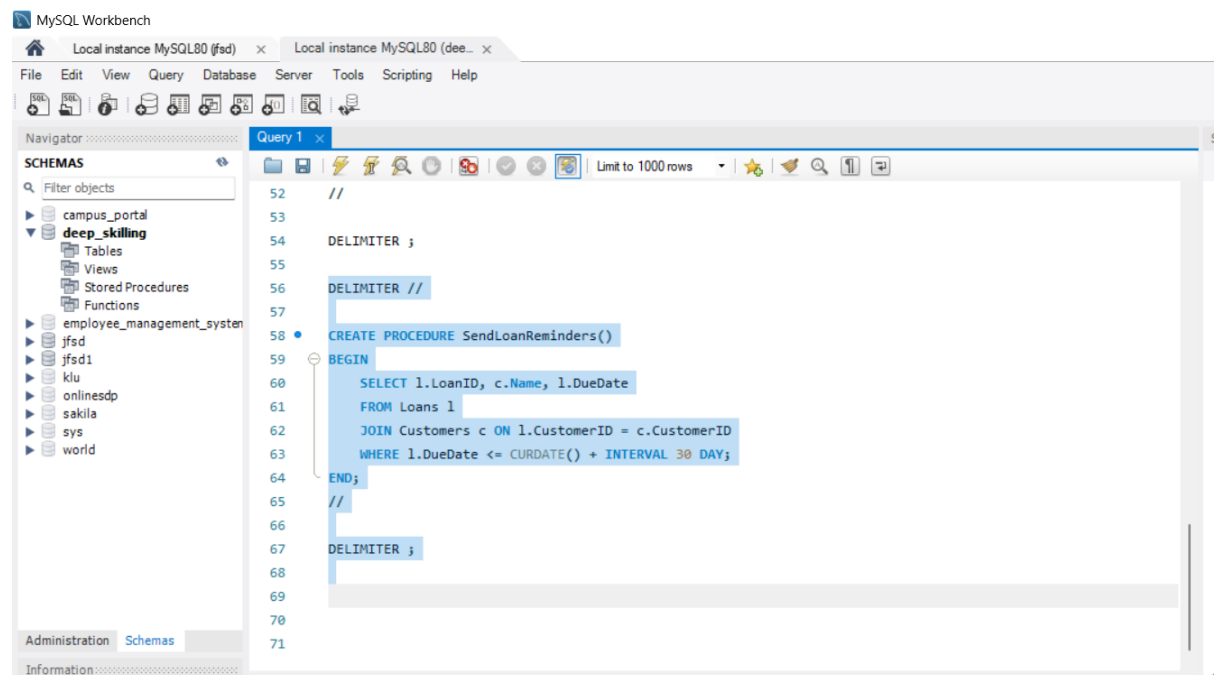 MySQL Workbench
Local instance MySQL80 (jfsd) × Local instance MySQL80 (dee... ×
File Edit View Query Database Server Tools Scripting Help
Navigator
SCHEMAS
Filter objects
campus_portal
deep_skilling
Tables
Views
Stored Procedures
Functions
employee_management_system
jfsd
jfsd1
klu
onlinesdp
sakila
sys
world
Administration Schemas
Information
Query 1 ×
Limit to 1000 rows
52 //
53
54 DELIMITER ;
55
56 DELIMITER //
57
58 CREATE PROCEDURE SendLoanReminders()
59 BEGIN
60 SELECT l.LoanID, c.Name, l.DueDate
61 FROM Loans l
62 JOIN Customers c ON l.CustomerID = c.CustomerID
63 WHERE l.DueDate <= CURDATE() + INTERVAL 30 DAY;
64 END;
65 //
66
67 DELIMITER ;
68
69
70
71